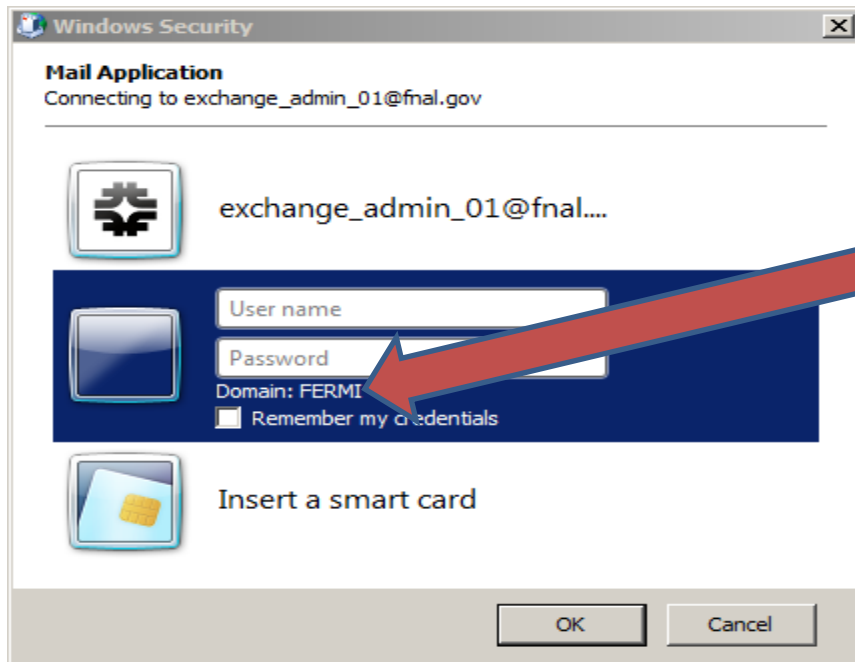 Windows Security
Mail Application
Connecting to exchange_admin_01@fnal.gov
exchange_admin_01@fnal....
User name
Password
Domain: FERMI
Remember my credentials
Insert a smart card
OK
Cancel